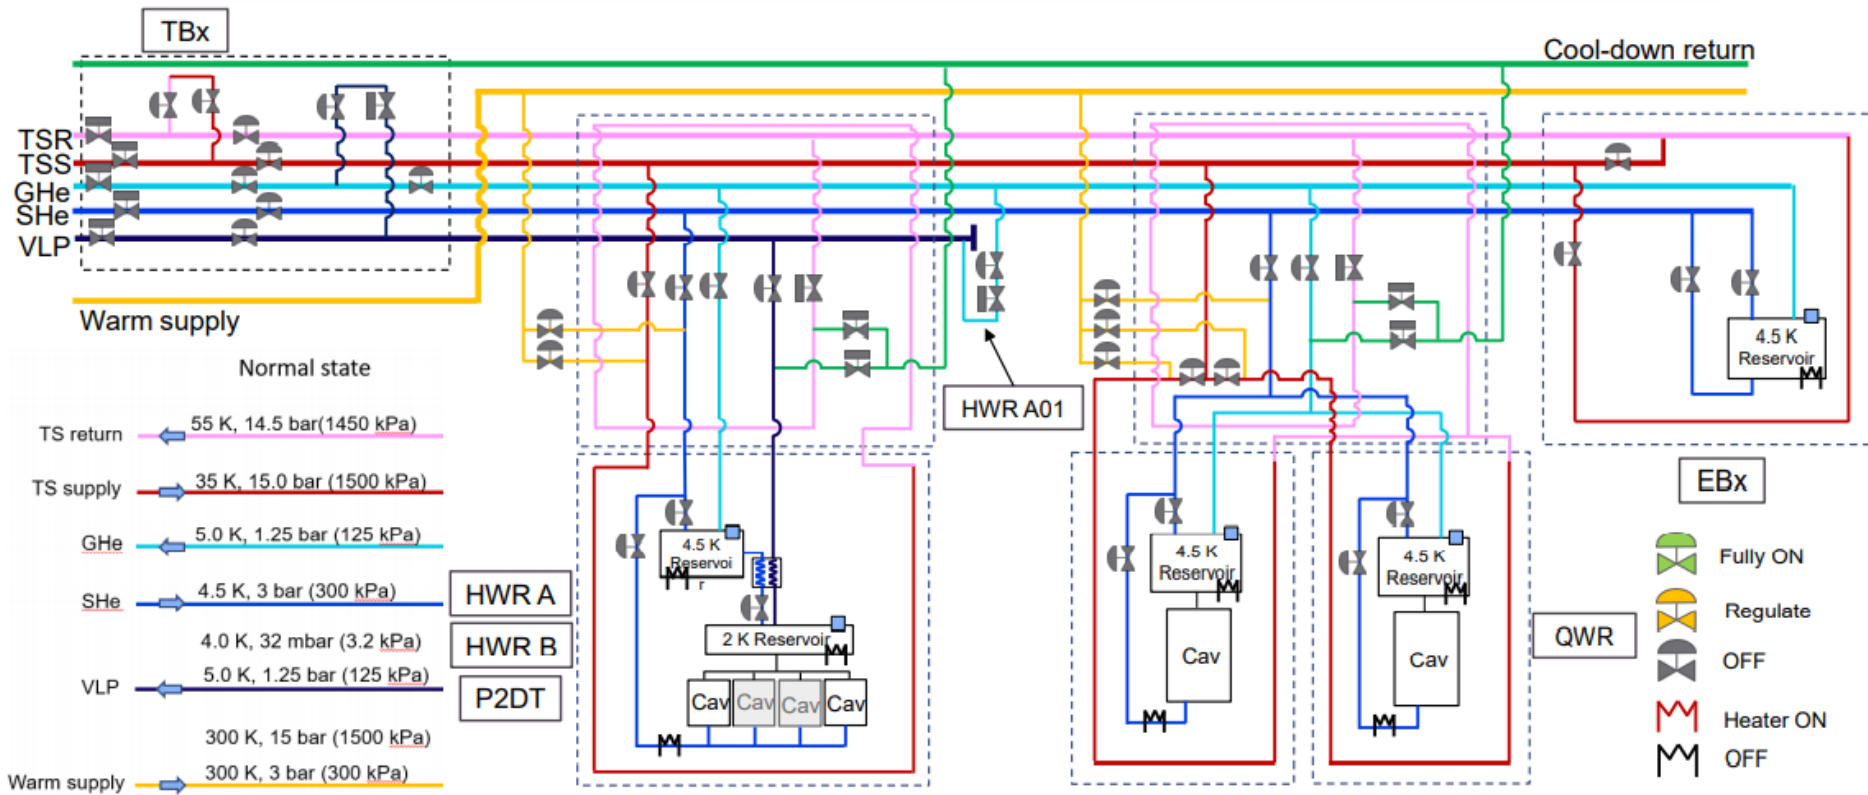 TBx
Cool-down return
TSR
TSS
GHe
SHe
VLP
Warm supply
HWR A01
4.5 K
Reservoir
EBx
Normal state
TS return
55 K, 14.5 bar(1450 kPa)
TS supply
35 K, 15.0 bar (1500 kPa)
GHe
5.0 K, 1.25 bar (125 kPa)
SHe
4.5 K, 3 bar (300 kPa)
4.0 K, 32 mbar (3.2 kPa)
VLP
5.0 K, 1.25 bar (125 kPa)
300 K, 15 bar (1500 kPa)
Warm supply
300 K, 3 bar (300 kPa)
HWR A
HWR B
P2DT
4.5 K
Reservoi
r
2 K Reservoir
Cav
Cav
Cav
Cav
4.5 K
Reservoir
Cav
4.5 K
Reservoir
Cav
QWR
Fully ON
Regulate
OFF
Heater ON
OFF